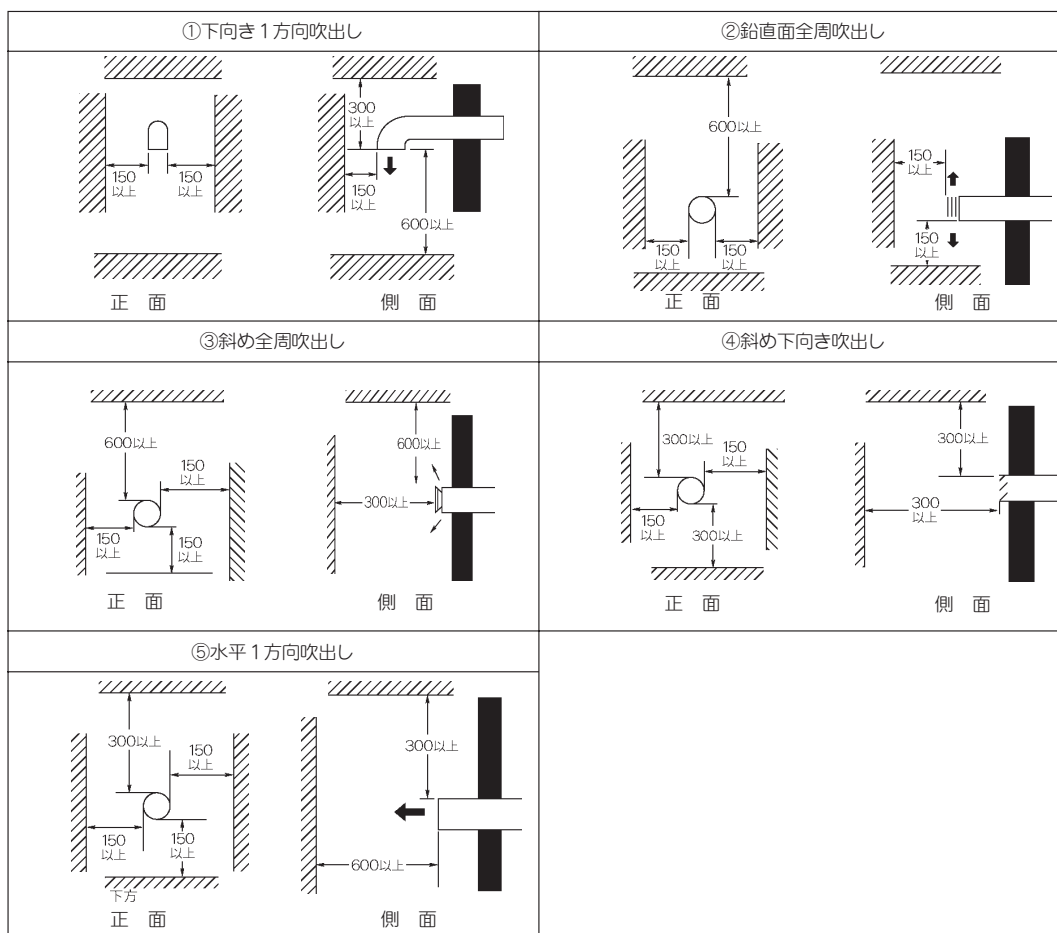 ①下向き1方向吹出し
300
以上
150
以上
150
以上
150
以上
600以上
正 面
側 面
②鉛直面全周吹出し
600以上
150
以上
150
以上
150
以上
150
以上
正 面
側 面
③斜め全周吹出し
600以上
150
以上
150
以上
150
以上
600以上
300以上
正 面
側 面
④斜め下向き吹出し
300以上
150
以上
150
以上
300以上
300以上
300
以上
正 面
側 面
⑤水平1方向吹出し
300以上
150
以上
150
以上
150
以上
下方
300以上
600以上
正 面
側 面